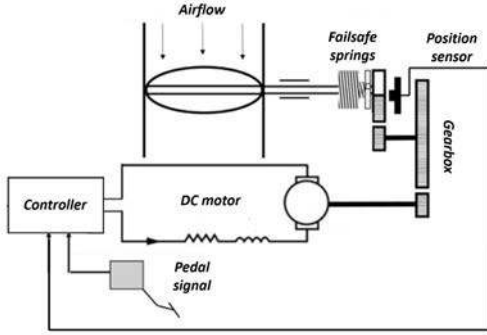 Airflow
Failsafe
springs
Position
sensor
Gearbox
Controller
DC motor
Pedal
signal